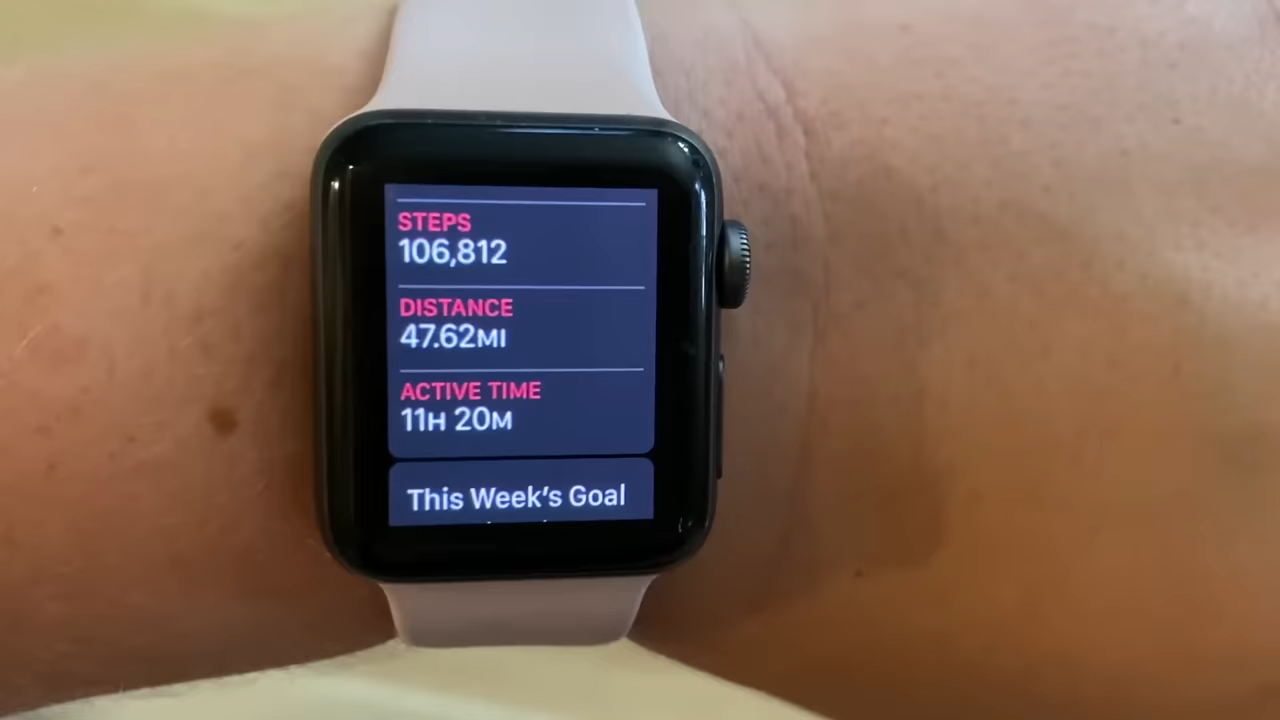 STEPS
106,812
DISTANCE
47.62MI
ACTIVE TIME
11H 20M
This Week's Goal